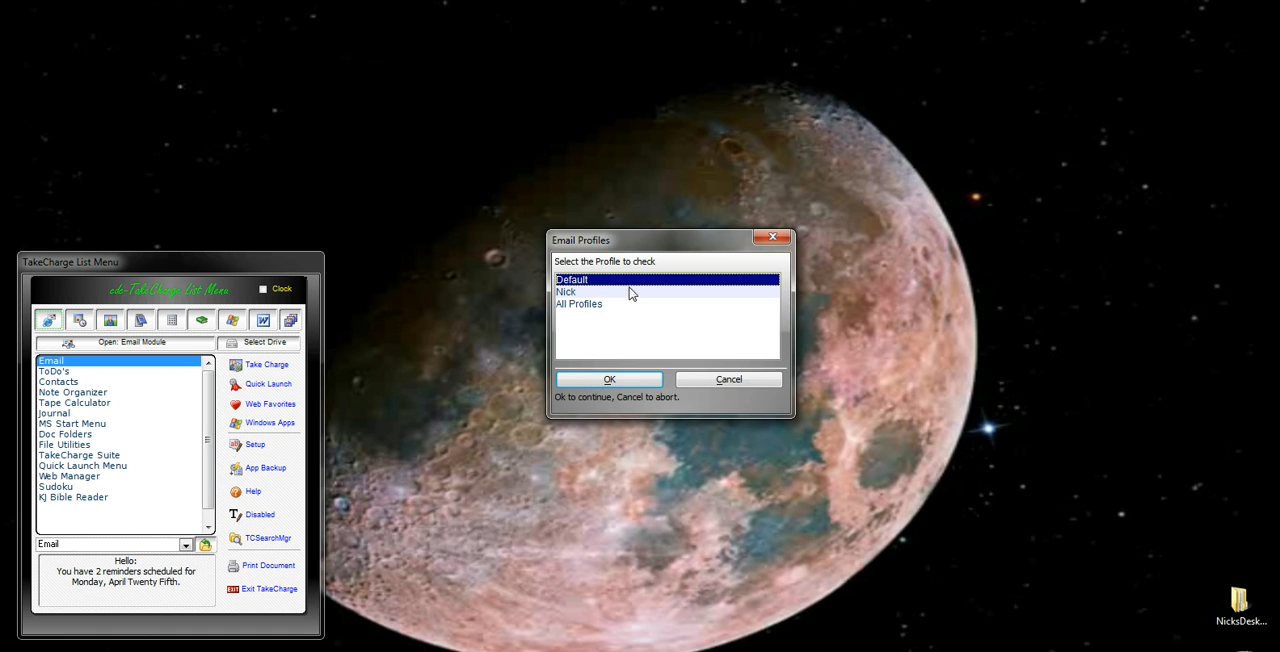 TakeCharge List Menu
cdc-TakeCharge List Menu
Clock
Open: Email Module
Select Drive
Email
ToDo's
Contacts
Note Organizer
Tape Calculator
Journal
MS Start Menu
Doc Folders
File Utilities
TakeCharge Suite
Quick Launch Menu
Web Manager
Sudoku
KJ Bible Reader
Take Charge
Quick Launch
Web Favorites
Windows Apps
Setup
App Backup
Help
Disabled
TCSearchMgr
Print Document
EXIT Exit TakeCharge
Email
Hello:
You have 2 reminders scheduled for
Monday, April Twenty Fifth.
Email Profiles
Select the Profile to check
Default
Nick
All Profiles
OK
Cancel
Ok to continue, Cancel to abort.
NicksDesk...